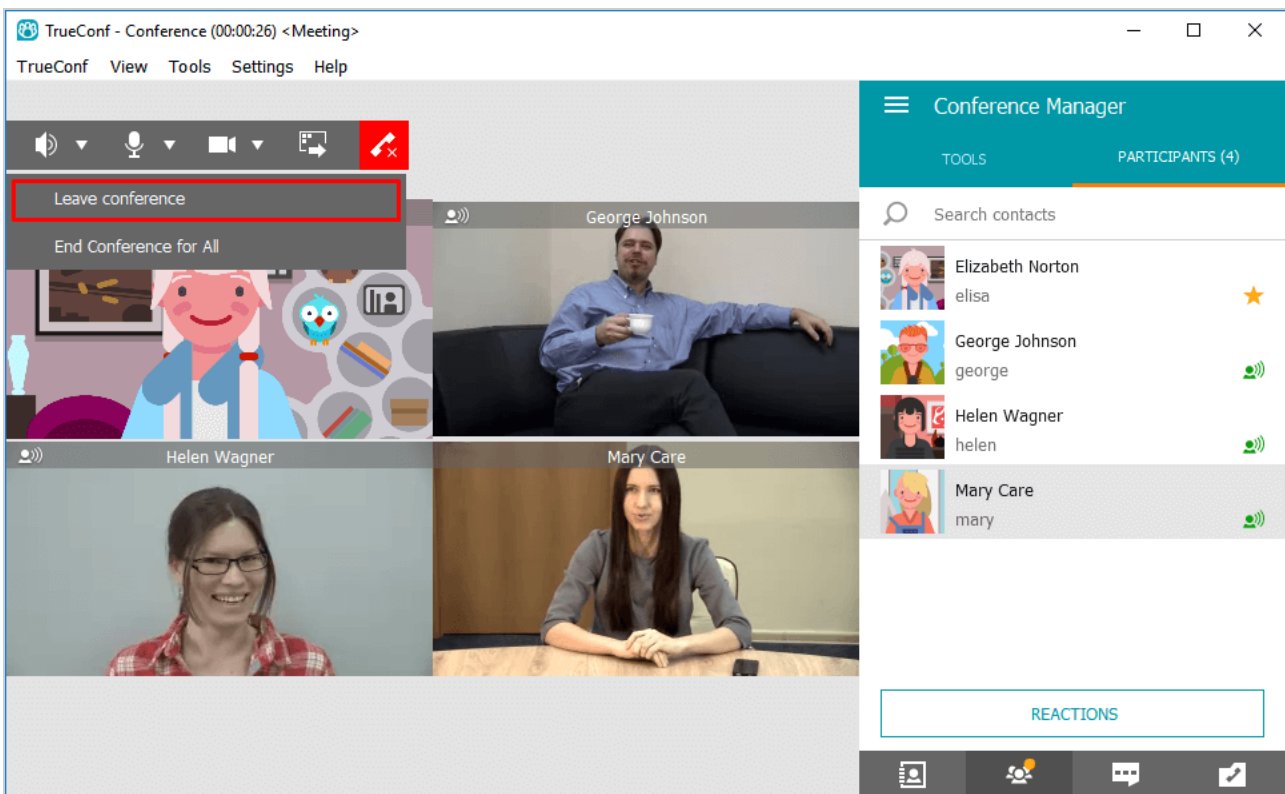 TrueConf - Conference (00:00:26) <Meeting>
TrueConf View Tools Settings Help
Conference Manager
TOOLS PARTICIPANTS (4)
Leave conference
End Conference for All
Search contacts
George Johnson
Elizabeth Norton
elisa
George Johnson
george
Helen Wagner
helen
Helen Wagner
Mary Care
Mary Care
mary
REACTIONS